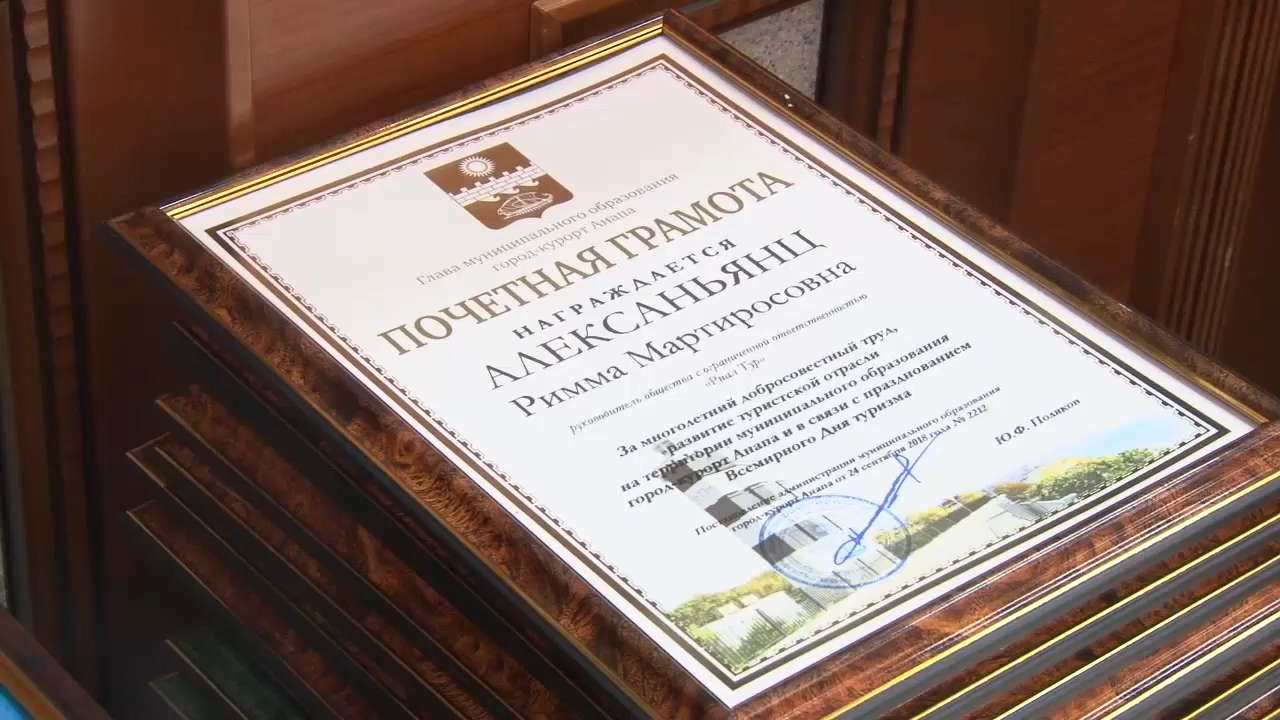 Глава муниципального образования
город-курорт Анапа
ПОЧЕТНАЯ ГРАМОТА
НАГРАЖДАЕТСЯ
АЛЕКСАНЬЯНЦ
Римма Мартиросовна
руководитель общества с ограниченной ответственностью
«Риал Тур»
За многолетний добросовестный труд,
развитие туристской отрасли
на территории муниципального образования
город-курорт Анапа и в связи с празднованием
Всемирного Дня туризма
Постановление администрации муниципального образования
город-курорт Анапа от 24 сентября 2018 года № 2212
Ю.Ф. Поляков